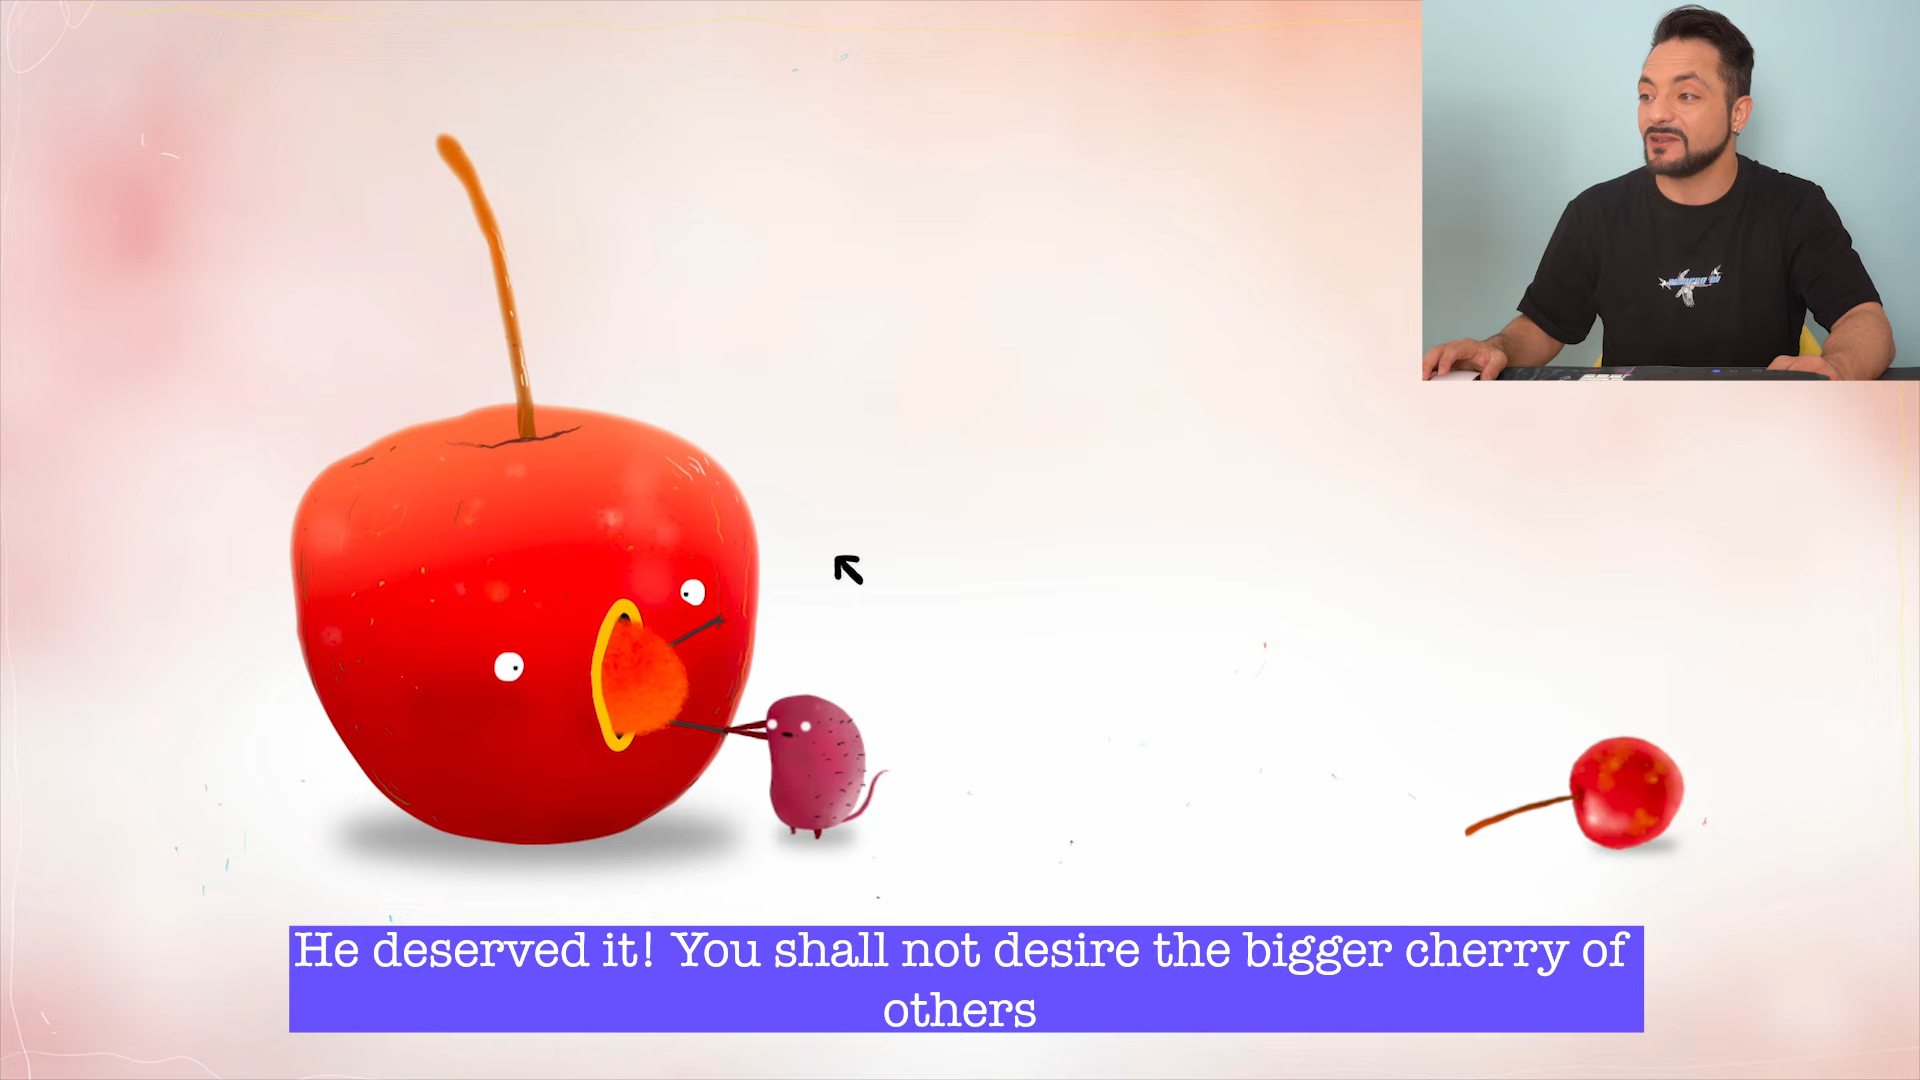 He deserved it! You shall not desire the bigger cherry of
others